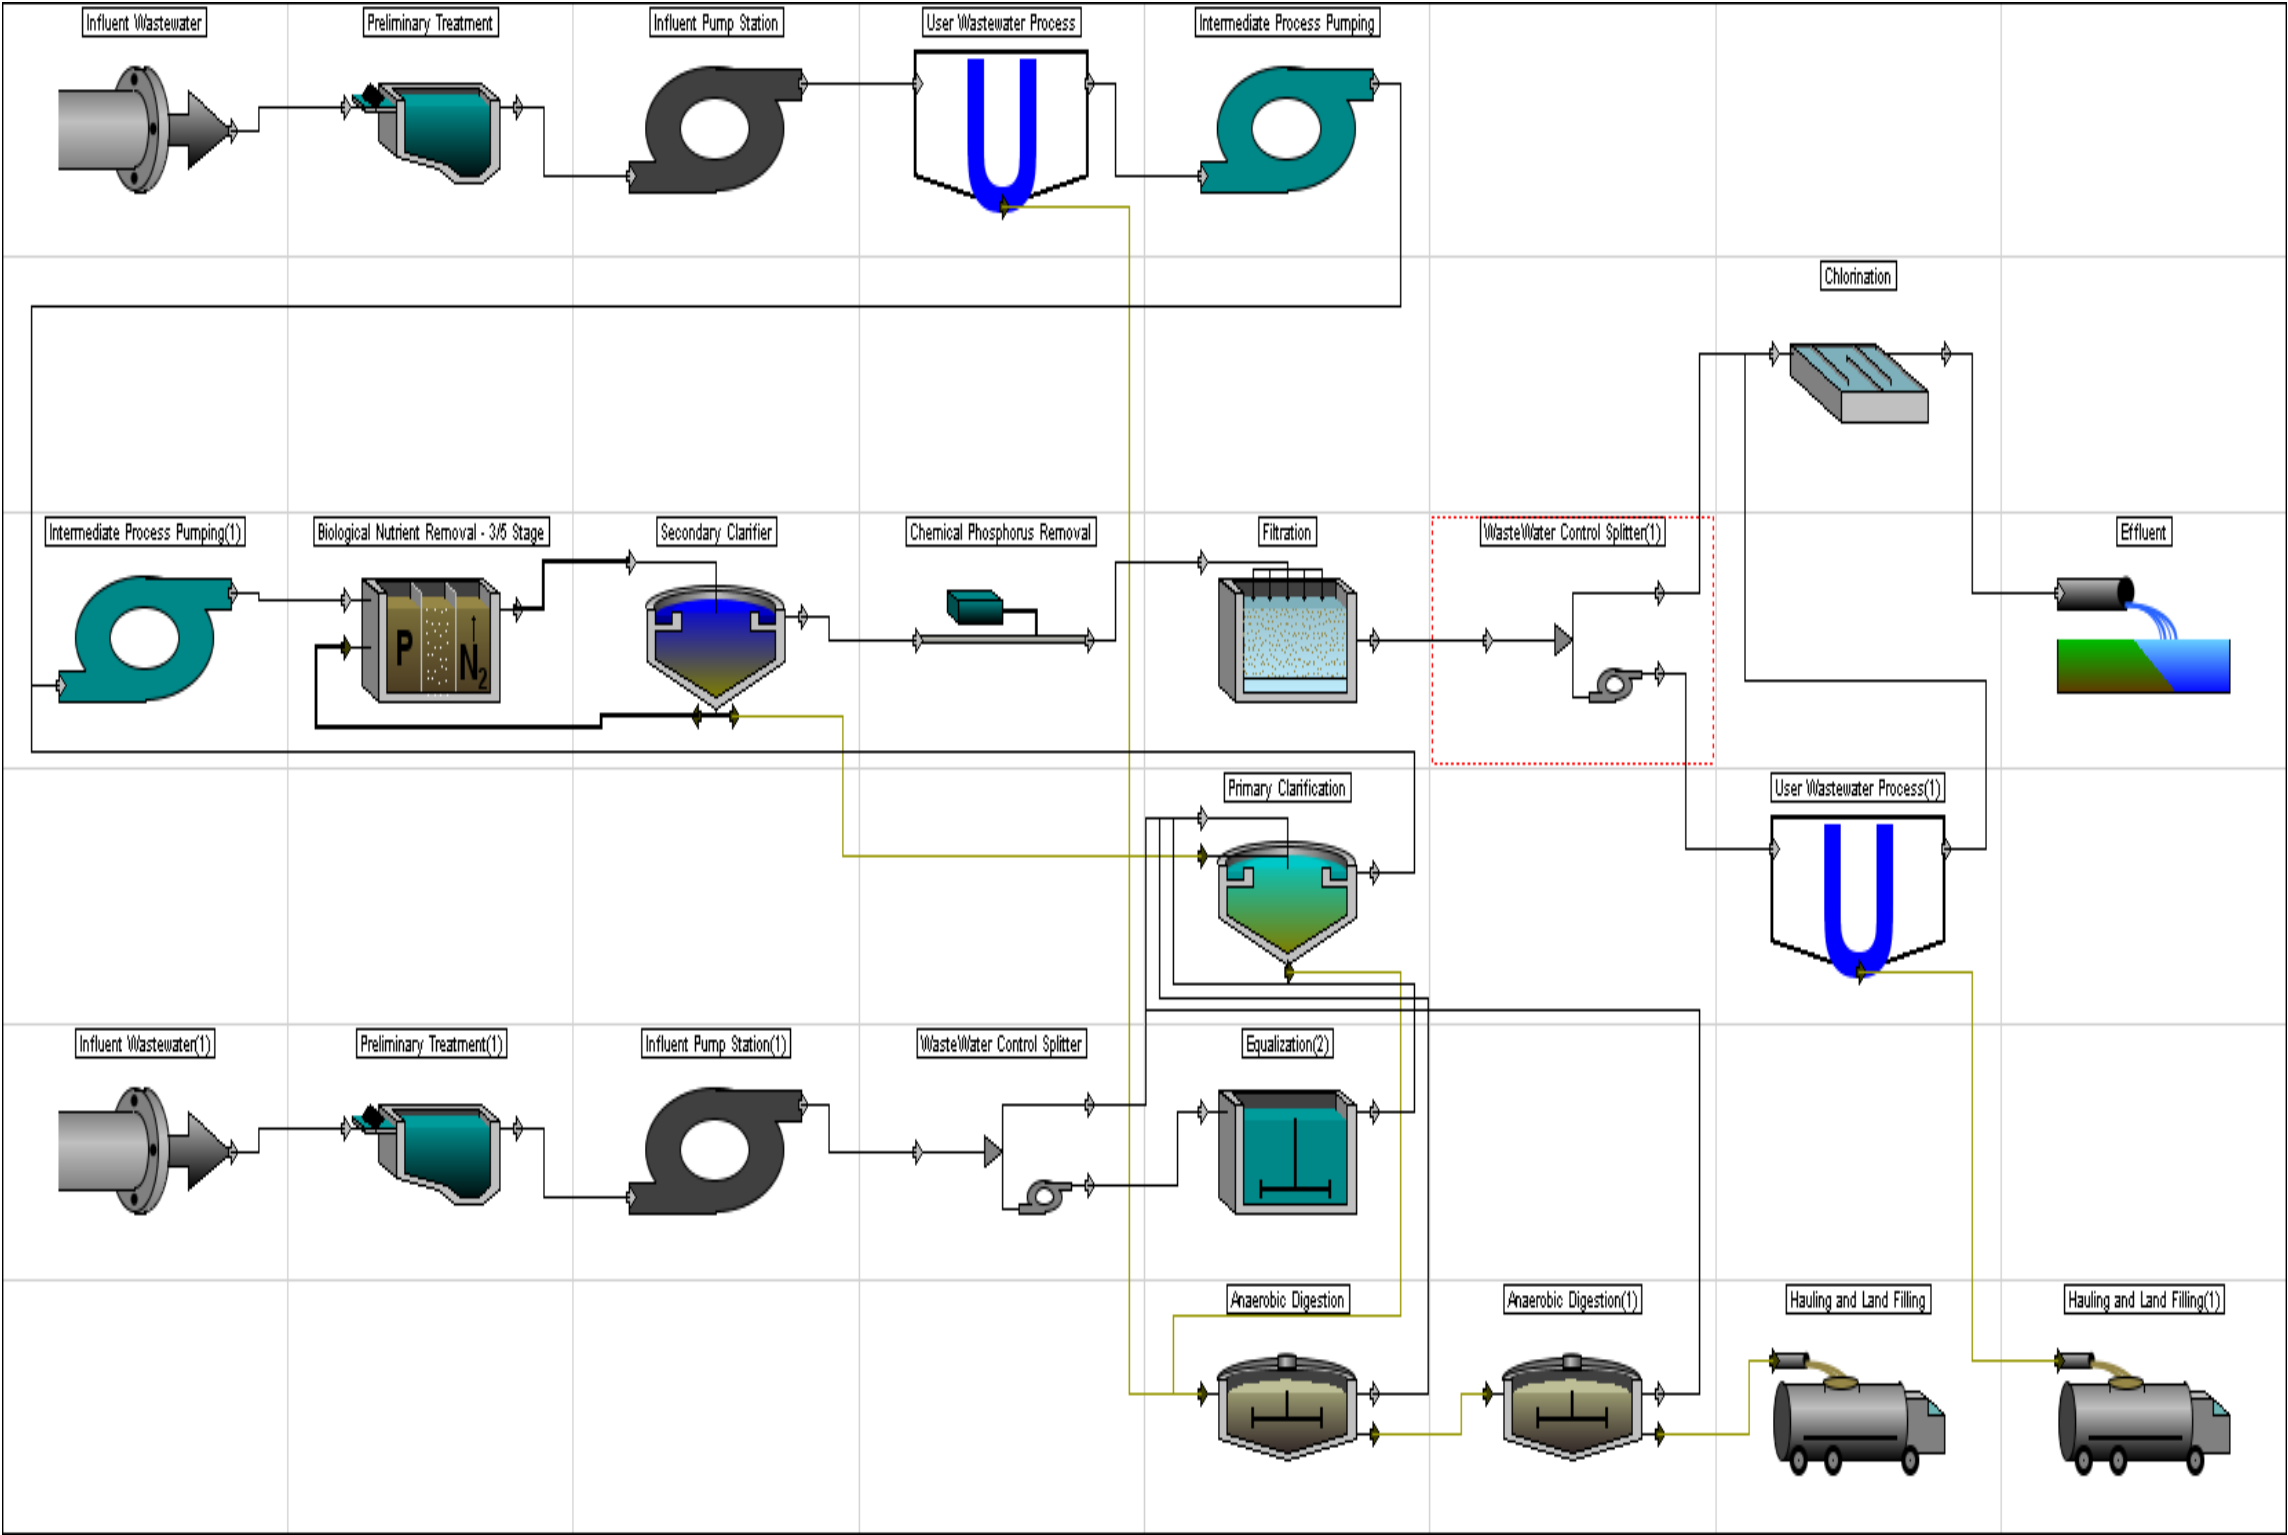 Influent Wastewater
Preliminary Treatment
Influent Pump Station
User Wastewater Process
Intermediate Process Pumping
Chlorination
Intermediate Process Pumping(1)
Biological Nutrient Removal - 3/5 Stage
Secondary Clarifier
Chemical Phosphorus Removal
Filtration
WasteWater Control Splitter(1)
Effluent
P
N2
Primary Clarification
User Wastewater Process(1)
Influent Wastewater(1)
Preliminary Treatment(1)
Influent Pump Station(1)
WasteWater Control Splitter
Equalization(2)
Anaerobic Digestion
Anaerobic Digestion(1)
Hauling and Land Filling
Hauling and Land Filling(1)